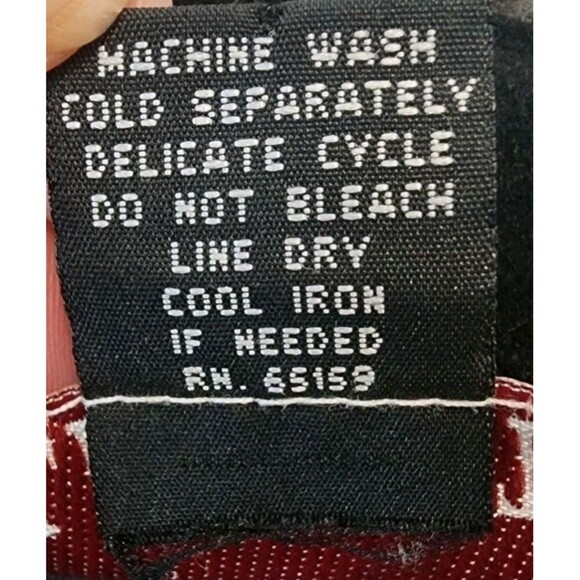 MACHINE WASH
COLD SEPARATELY
DELICATE CYCLE
DO NOT BLEACH
LINE DRY
COOL IRON
IF NEEDED
RN. 65159